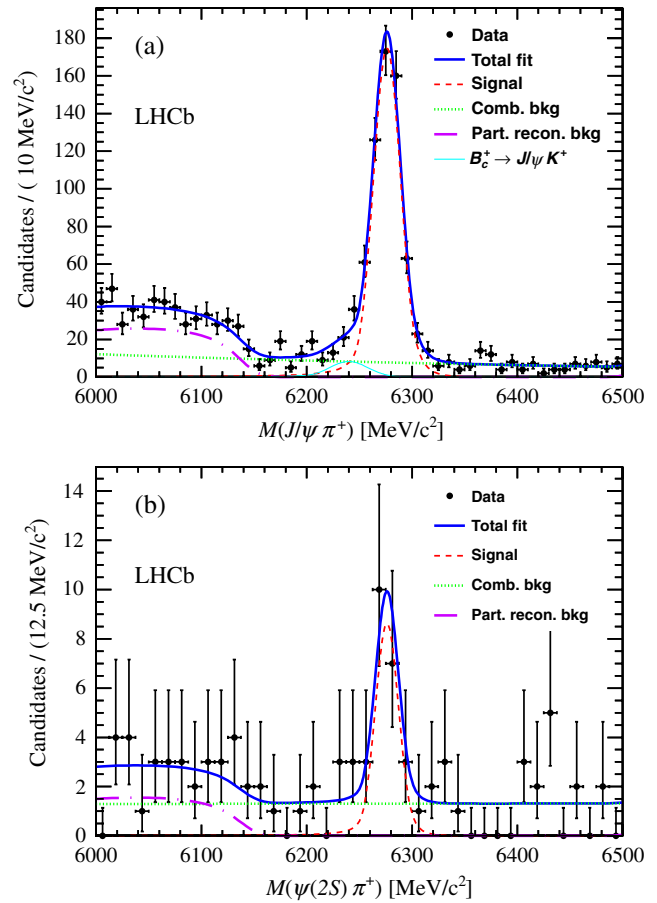 (a)
LHCb
Data
Total fit
Signal
Comb. bkg
Part. recon. bkg
B_c^+ → J/ψ K^+
Candidates / ( 10 MeV/c²)
180
160
140
120
100
80
60
40
20
0
6000 6100 6200 6300 6400 6500
M(J/ψ π⁺) [MeV/c²]
(b)
LHCb
Data
Total fit
Signal
Comb. bkg
Part. recon. bkg
Candidates / (12.5 MeV/c²)
14
12
10
8
6
4
2
0
6000 6100 6200 6300 6400 6500
M(ψ(2S) π⁺) [MeV/c²]